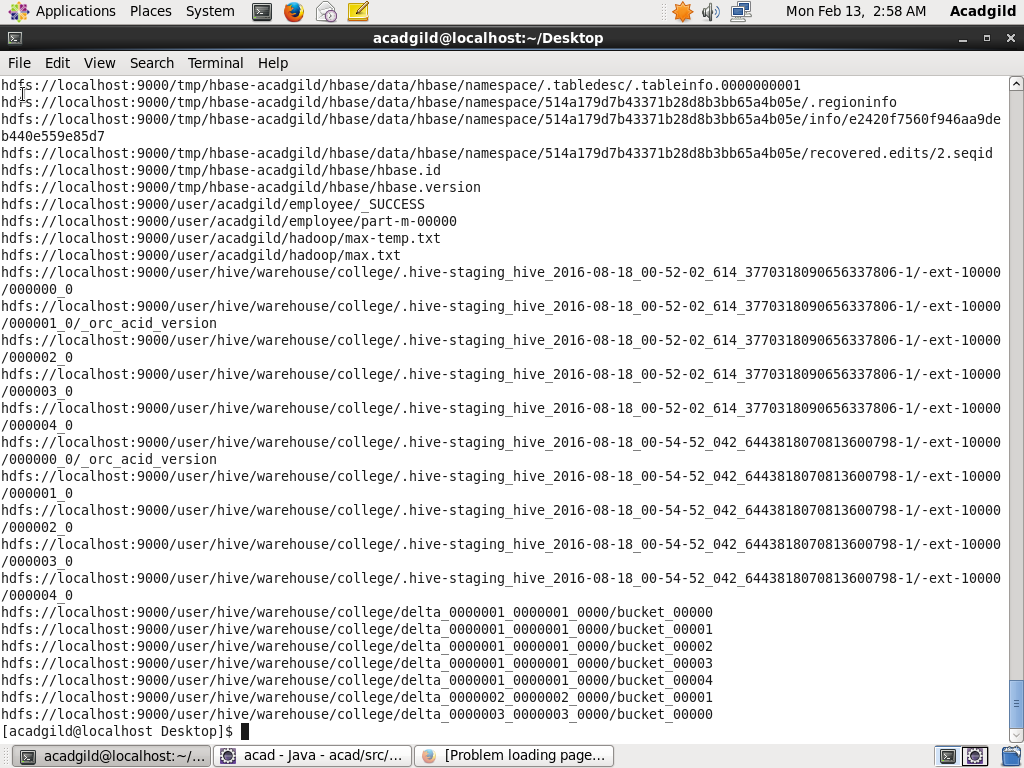 Applications Places System Mon Feb 13, 2:58 AM Acadgild
acadgild@localhost:~/Desktop
File Edit View Search Terminal Help
hdfs://localhost:9000/tmp/hbase-acadgild/hbase/data/hbase/namespace/.tabledesc/.tableinfo.0000000001
hdfs://localhost:9000/tmp/hbase-acadgild/hbase/data/hbase/namespace/514a179d7b43371b28d8b3bb65a4b05e/.regioninfo
hdfs://localhost:9000/tmp/hbase-acadgild/hbase/data/hbase/namespace/514a179d7b43371b28d8b3bb65a4b05e/info/e2420f7560f946aa9de
b440e559e85d7
hdfs://localhost:9000/tmp/hbase-acadgild/hbase/data/hbase/namespace/514a179d7b43371b28d8b3bb65a4b05e/recovered.edits/2.seqid
hdfs://localhost:9000/tmp/hbase-acadgild/hbase/hbase.id
hdfs://localhost:9000/tmp/hbase-acadgild/hbase/hbase.version
hdfs://localhost:9000/user/acadgild/employee/_SUCCESS
hdfs://localhost:9000/user/acadgild/employee/part-m-00000
hdfs://localhost:9000/user/acadgild/hadoop/max-temp.txt
hdfs://localhost:9000/user/acadgild/hadoop/max.txt
hdfs://localhost:9000/user/hive/warehouse/college/.hive-staging_hive_2016-08-18_00-52-02_614_3770318090656337806-1/-ext-10000
/000000_0
hdfs://localhost:9000/user/hive/warehouse/college/.hive-staging_hive_2016-08-18_00-52-02_614_3770318090656337806-1/-ext-10000
/000001_0/_orc_acid_version
hdfs://localhost:9000/user/hive/warehouse/college/.hive-staging_hive_2016-08-18_00-52-02_614_3770318090656337806-1/-ext-10000
/000002_0
hdfs://localhost:9000/user/hive/warehouse/college/.hive-staging_hive_2016-08-18_00-52-02_614_3770318090656337806-1/-ext-10000
/000003_0
hdfs://localhost:9000/user/hive/warehouse/college/.hive-staging_hive_2016-08-18_00-52-02_614_3770318090656337806-1/-ext-10000
/000004_0
hdfs://localhost:9000/user/hive/warehouse/college/.hive-staging_hive_2016-08-18_00-54-52_042_6443818070813600798-1/-ext-10000
/000000_0/_orc_acid_version
hdfs://localhost:9000/user/hive/warehouse/college/.hive-staging_hive_2016-08-18_00-54-52_042_6443818070813600798-1/-ext-10000
/000001_0
hdfs://localhost:9000/user/hive/warehouse/college/.hive-staging_hive_2016-08-18_00-54-52_042_6443818070813600798-1/-ext-10000
/000002_0
hdfs://localhost:9000/user/hive/warehouse/college/.hive-staging_hive_2016-08-18_00-54-52_042_6443818070813600798-1/-ext-10000
/000003_0
hdfs://localhost:9000/user/hive/warehouse/college/.hive-staging_hive_2016-08-18_00-54-52_042_6443818070813600798-1/-ext-10000
/000004_0
hdfs://localhost:9000/user/hive/warehouse/college/delta_0000001_0000001_0000/bucket_00000
hdfs://localhost:9000/user/hive/warehouse/college/delta_0000001_0000001_0000/bucket_00001
hdfs://localhost:9000/user/hive/warehouse/college/delta_0000001_0000001_0000/bucket_00002
hdfs://localhost:9000/user/hive/warehouse/college/delta_0000001_0000001_0000/bucket_00003
hdfs://localhost:9000/user/hive/warehouse/college/delta_0000001_0000001_0000/bucket_00004
hdfs://localhost:9000/user/hive/warehouse/college/delta_0000002_0000002_0000/bucket_00001
hdfs://localhost:9000/user/hive/warehouse/college/delta_0000003_0000003_0000/bucket_00000
[acadgild@localhost Desktop]$
acadgild@localhost:~/... acad - Java - acad/src/... [Problem loading page...